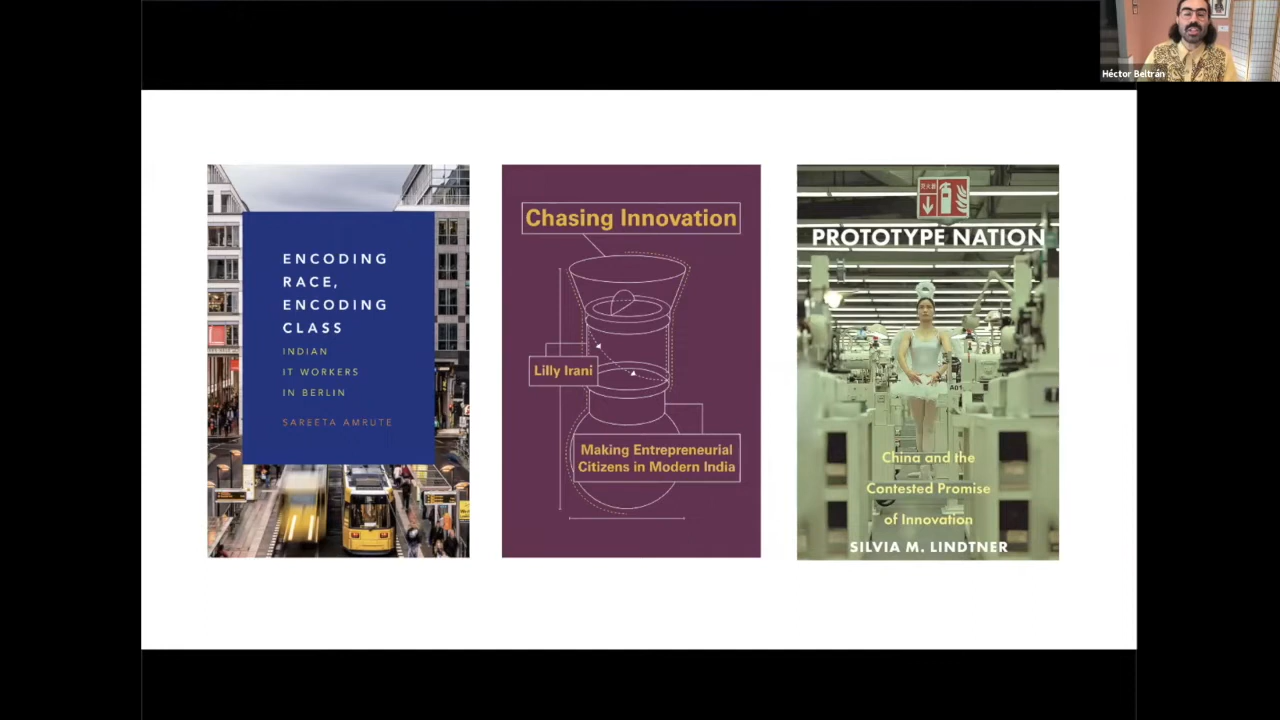 Héctor Beltrán
ENCODING
RACE,
ENCODING
CLASS
INDIAN
IT WORKERS
IN BERLIN
SAREETA AMRUTE
Chasing Innovation
Lilly Irani
Making Entrepreneurial
Citizens in Modern India
PROTOTYPE NATION
A01
China and the
Contested Promise
of Innovation
SILVIA M. LINDTNER